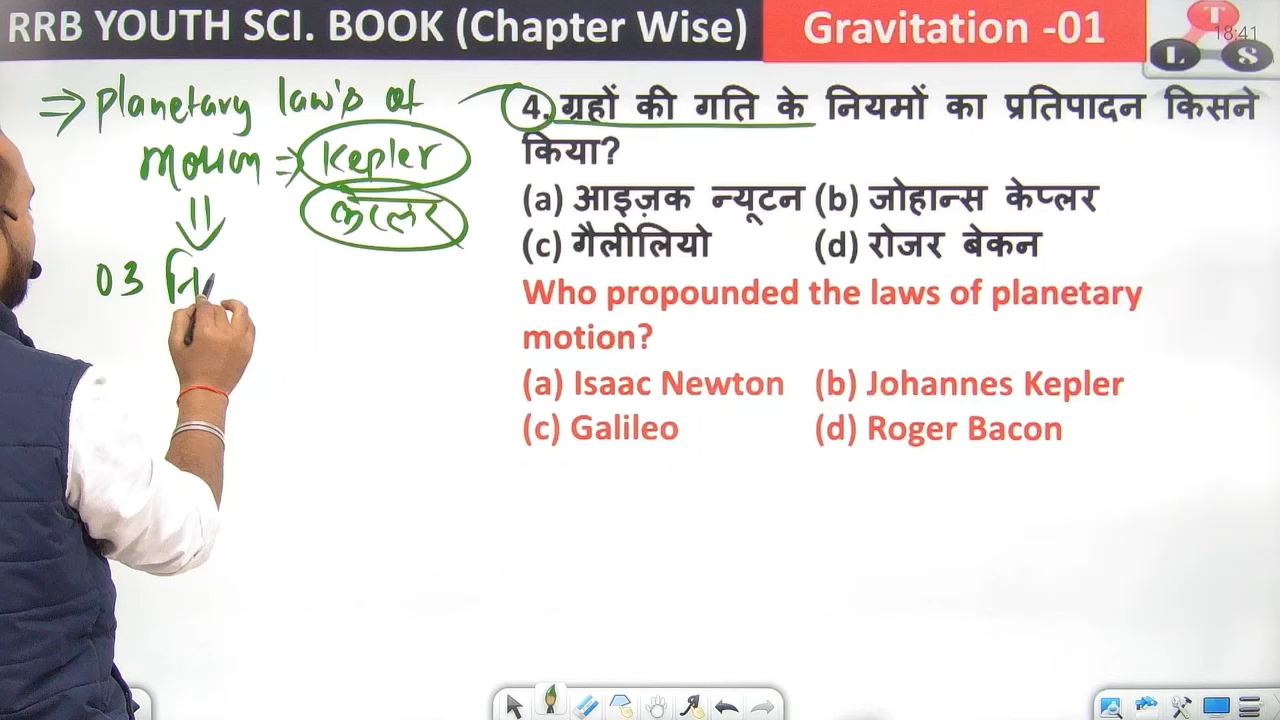 RRB YOUTH SCI. BOOK (Chapter Wise)
Gravitation -01
T
18:41
L
S
⇒ Planetary law's of
motion ⇒ Kepler
केप्लर
03 नि
4. ग्रहों की गति के नियमों का प्रतिपादन किसने
किया?
(a) आइज़क न्यूटन (b) जोहान्स केप्लर
(c) गैलीलियो (d) रोजर बेकन
Who propounded the laws of planetary
motion?
(a) Isaac Newton (b) Johannes Kepler
(c) Galileo (d) Roger Bacon